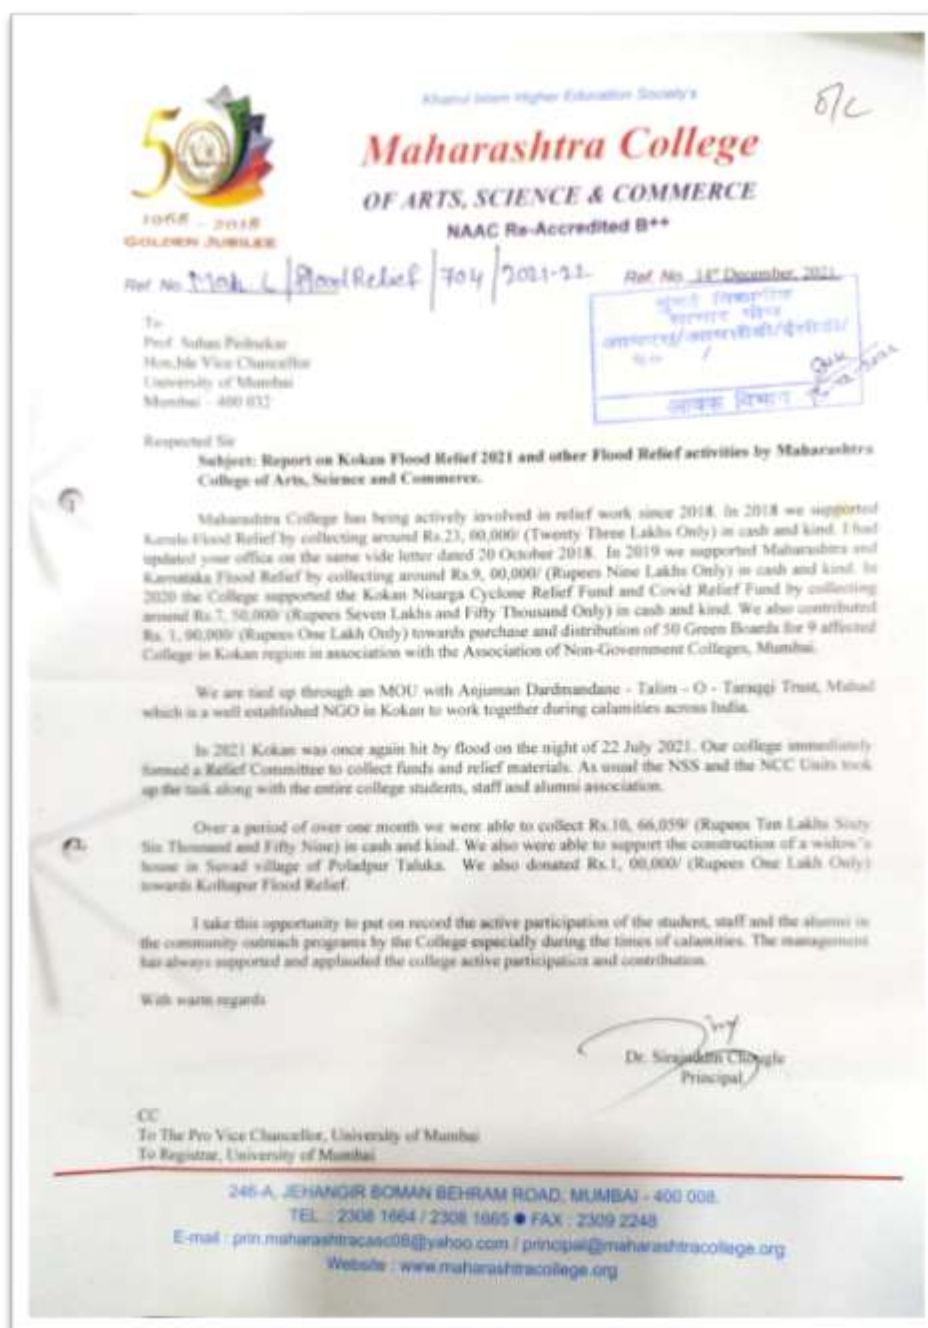 Khairul Islam Higher Education Society's
O/C
Maharashtra College
OF ARTS, SCIENCE & COMMERCE
NAAC Re-Accredited B++
50
1968 - 2018
GOLDEN JUBILEE
Ref. No. Mah C / Flood Relief / 704 / 2021-22
Ref. No. 14th December, 2021
मुंबई विद्यापीठ
आवक विभाग
To
Prof. Suhas Pednekar
Hon,ble Vice Chancellor
University of Mumbai
Mumbai – 400 032
Respected Sir
Subject: Report on Kokan Flood Relief 2021 and other Flood Relief activities by Maharashtra
College of Arts, Science and Commerce.
Maharashtra College has being actively involved in relief work since 2018. In 2018 we supported
Kerala Flood Relief by collecting around Rs.23, 00,000/ (Twenty Three Lakhs Only) in cash and kind. I had
updated your office on the same vide letter dated 20 October 2018. In 2019 we supported Maharashtra and
Karnataka Flood Relief by collecting around Rs.9, 00,000/ (Rupees Nine Lakhs Only) in cash and kind. In
2020 the College supported the Kokan Nisarga Cyclone Relief Fund and Covid Relief Fund by collecting
around Rs.7, 50,000/ (Rupees Seven Lakhs and Fifty Thousand Only) in cash and kind. We also contributed
Rs. 1, 00,000/ (Rupees One Lakh Only) towards purchase and distribution of 50 Green Boards for 9 affected
College in Kokan region in association with the Association of Non-Government Colleges, Mumbai.
We are tied up through an MOU with Anjuman Dardmandane - Talim – O - Taraqqi Trust, Mahad
which is a well established NGO in Kokan to work together during calamities across India.
In 2021 Kokan was once again hit by flood on the night of 22 July 2021. Our college immediately
formed a Relief Committee to collect funds and relief materials. As usual the NSS and the NCC Units took
up the task along with the entire college students, staff and alumni association.
Over a period of over one month we were able to collect Rs.10, 66,059/ (Rupees Ten Lakhs Sixty
Six Thousand and Fifty Nine) in cash and kind. We also were able to support the construction of a widow's
house in Savad village of Poladpur Taluka. We also donated Rs.1, 00,000/ (Rupees One Lakh Only)
towards Kolhapur Flood Relief.
I take this opportunity to put on record the active participation of the student, staff and the alumni in
the community outreach programs by the College especially during the times of calamities. The management
has always supported and applauded the college active participation and contribution.
With warm regards
Dr. Sirajuddin Chougle
Principal
CC
To The Pro Vice Chancellor, University of Mumbai
To Registrar, University of Mumbai
246-A, JEHANGIR BOMAN BEHRAM ROAD, MUMBAI - 400 008.
TEL. : 2308 1664 / 2308 1665 ● FAX : 2309 2248
E-mail : prin.maharashtracasc08@yahoo.com / principal@maharashtracollege.org
Website : www.maharashtracollege.org